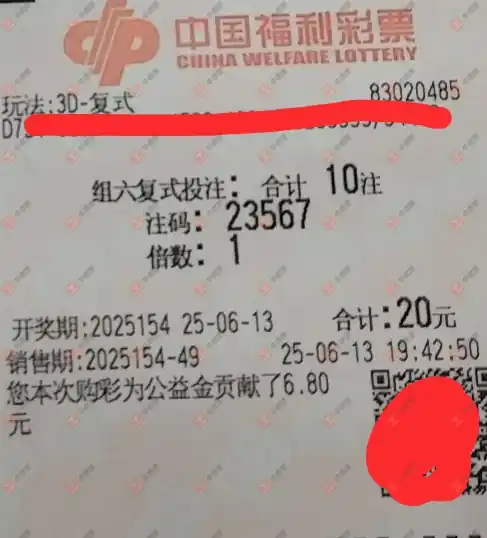 中国福利彩票
CHINA WELFARE LOTTERY
玩法:3D-复式
83020485
组六复式投注: 合计 10注
注码: 23567
倍数: 1
开奖期:2025154 25-06-13 合计:20元
销售期:2025154-49 25-06-13 19:42:50
您本次购彩为公益金贡献了6.80
元